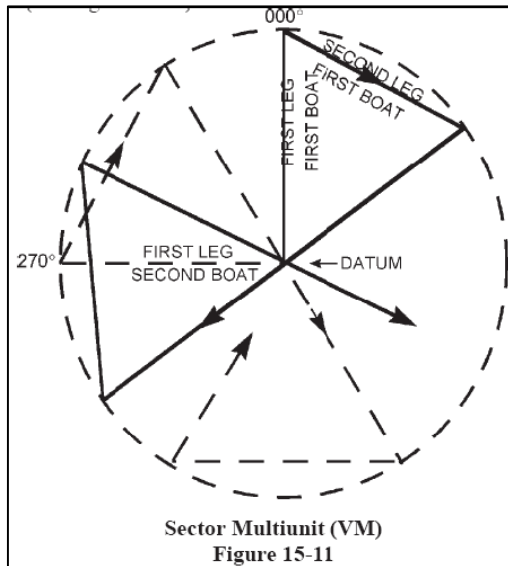 000°
SECOND LEG
FIRST BOAT
FIRST LEG
FIRST BOAT
270°
FIRST LEG
SECOND BOAT
DATUM
Sector Multiunit (VM)
Figure 15-11